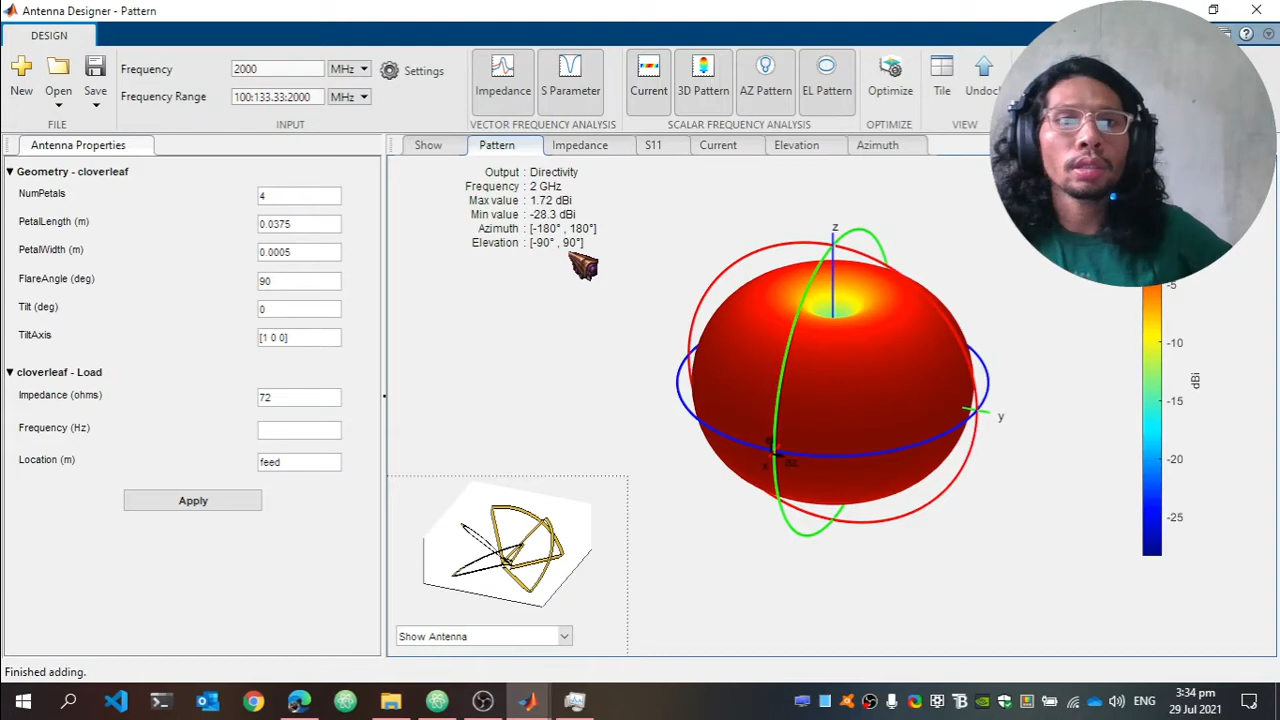 Antenna Designer - Pattern
DESIGN
New
Open
Save
FILE
Frequency
2000
MHz
Settings
Frequency Range
100:133.33:2000
MHz
INPUT
Impedance
S Parameter
VECTOR FREQUENCY ANALYSIS
Current
3D Pattern
AZ Pattern
EL Pattern
SCALAR FREQUENCY ANALYSIS
Optimize
OPTIMIZE
Tile
Undoc
VIEW
Antenna Properties
Show
Pattern
Impedance
S11
Current
Elevation
Azimuth
Geometry - cloverleaf
NumPetals
4
PetalLength (m)
0.0375
PetalWidth (m)
0.0005
FlareAngle (deg)
90
Tilt (deg)
0
TiltAxis
[1 0 0]
cloverleaf - Load
Impedance (ohms)
72
Frequency (Hz)
Location (m)
feed
Apply
Output : Directivity
Frequency : 2 GHz
Max value : 1.72 dBi
Min value : -28.3 dBi
Azimuth : [-180° , 180°]
Elevation : [-90° , 90°]
z
y
x
az
-5
-10
-15
-20
-25
dBi
Show Antenna
Finished adding.
ENG
3:34 pm
29 Jul 2021